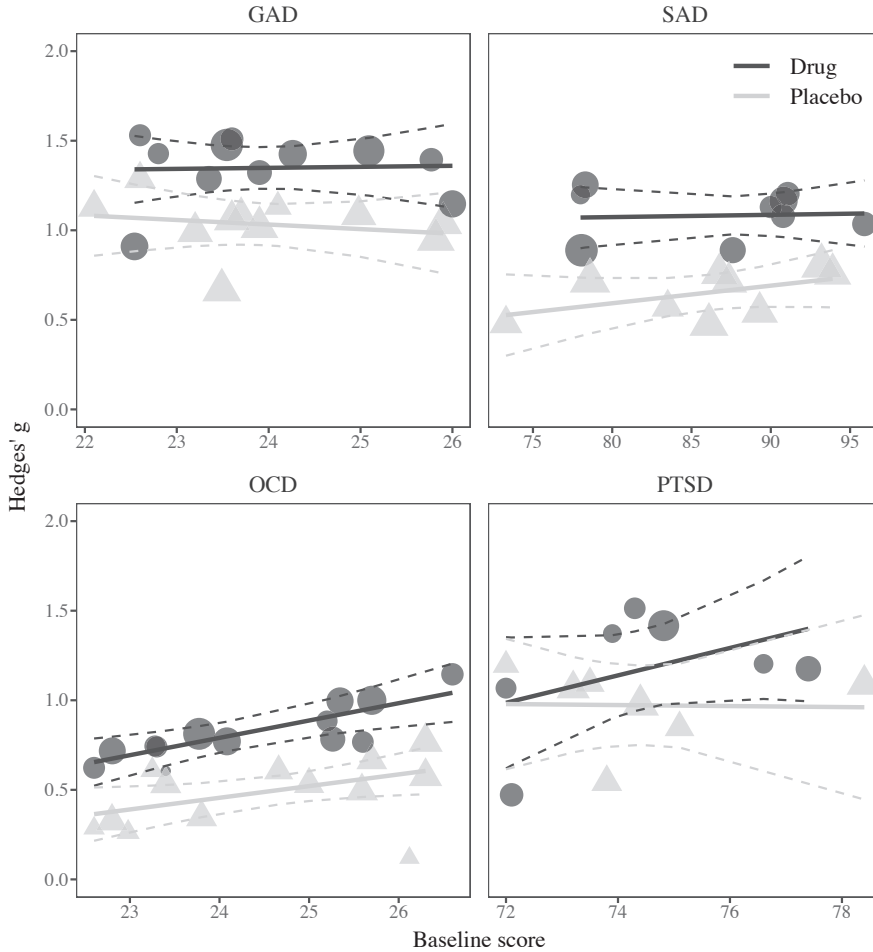 GAD
SAD
2.0
1.5
1.0
0.5
0.0
Drug
Placebo
22 23 24 25 26
75 80 85 90 95
Hedges' g
OCD
PTSD
2.0
1.5
1.0
0.5
0.0
23 24 25 26
72 74 76 78
Baseline score